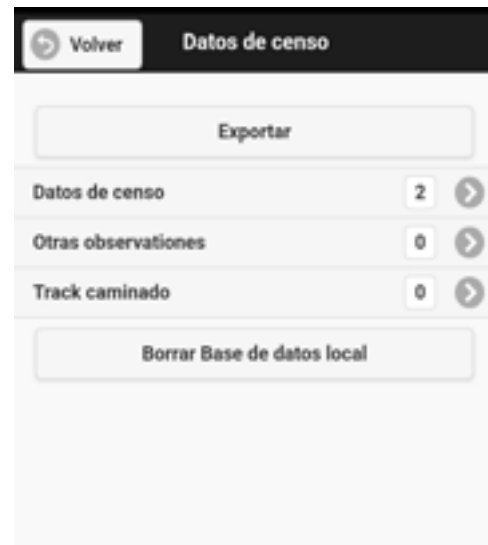 Volver Datos de censo
Exportar
Datos de censo 2
Otras observationes 0
Track caminado 0
Borrar Base de datos local